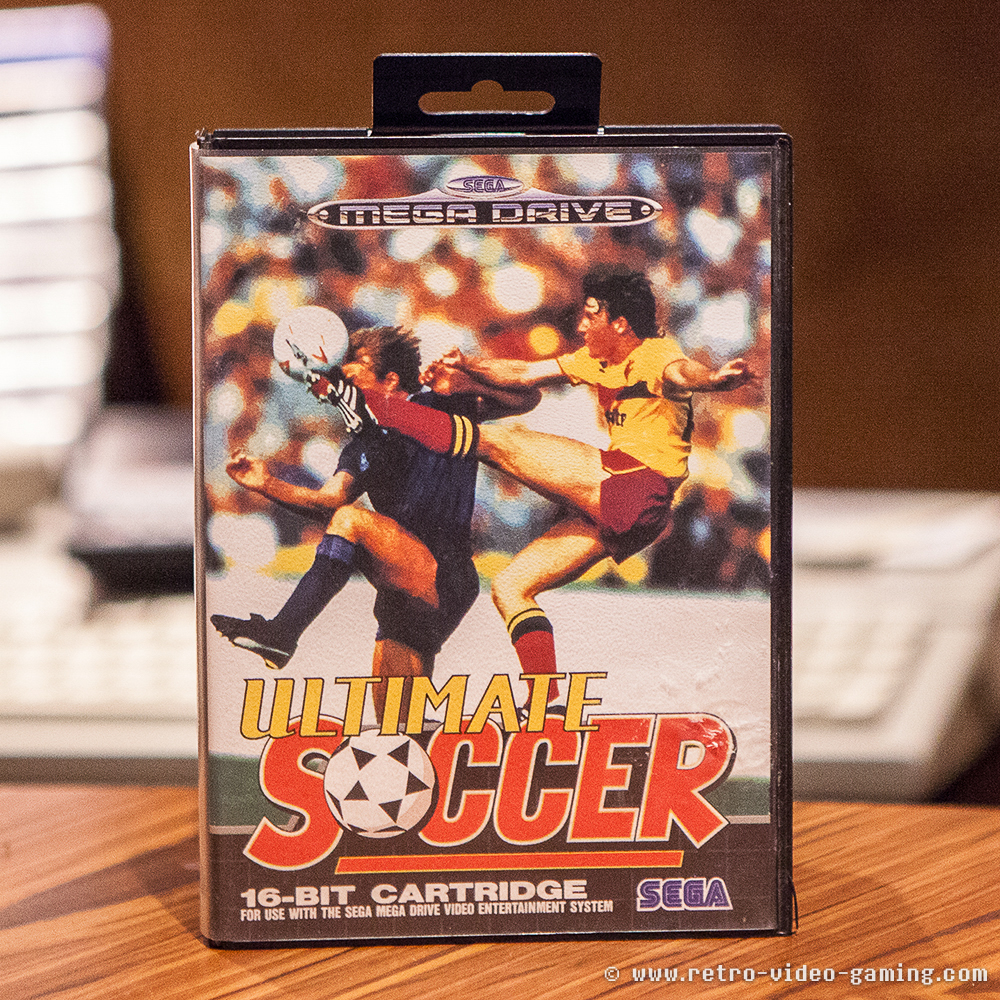 SEGA
MEGA DRIVE
ULTIMATE
SOCCER
16-BIT CARTRIDGE
FOR USE WITH THE SEGA MEGA DRIVE VIDEO ENTERTAINMENT SYSTEM
SEGA
© www.retro-video-gaming.com